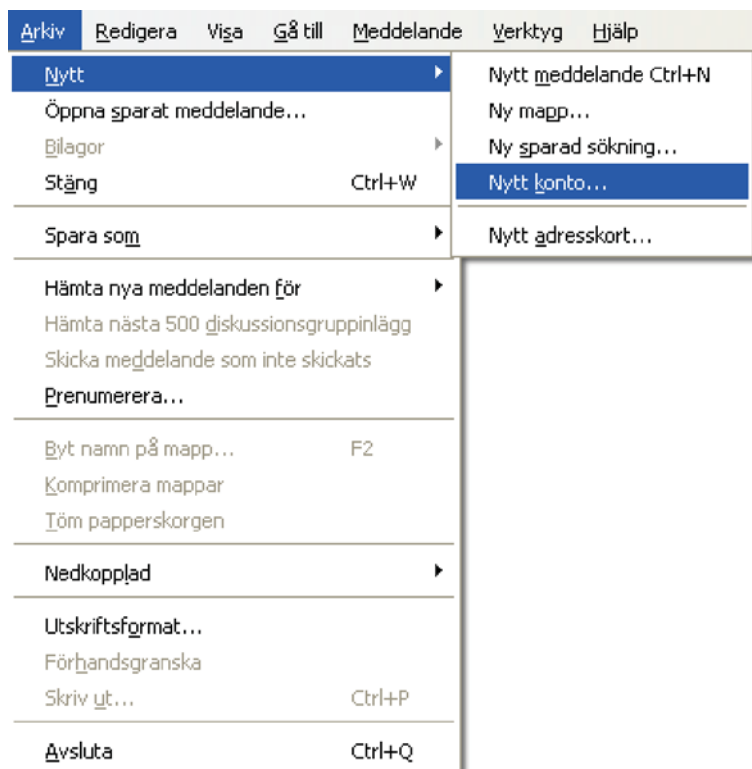 Arkiv Redigera Visa Gå till Meddelande Verktyg Hjälp
Nytt
Öppna sparat meddelande...
Bilagor
Stäng Ctrl+W
Spara som
Hämta nya meddelanden för
Hämta nästa 500 diskussionsgruppinlägg
Skicka meddelande som inte skickats
Prenumerera...
Byt namn på mapp... F2
Komprimera mappar
Töm papperskorgen
Nedkopplad
Utskriftsformat...
Förhandsgranska
Skriv ut... Ctrl+P
Avsluta Ctrl+Q
Nytt meddelande Ctrl+N
Ny mapp...
Ny sparad sökning...
Nytt konto...
Nytt adresskort...